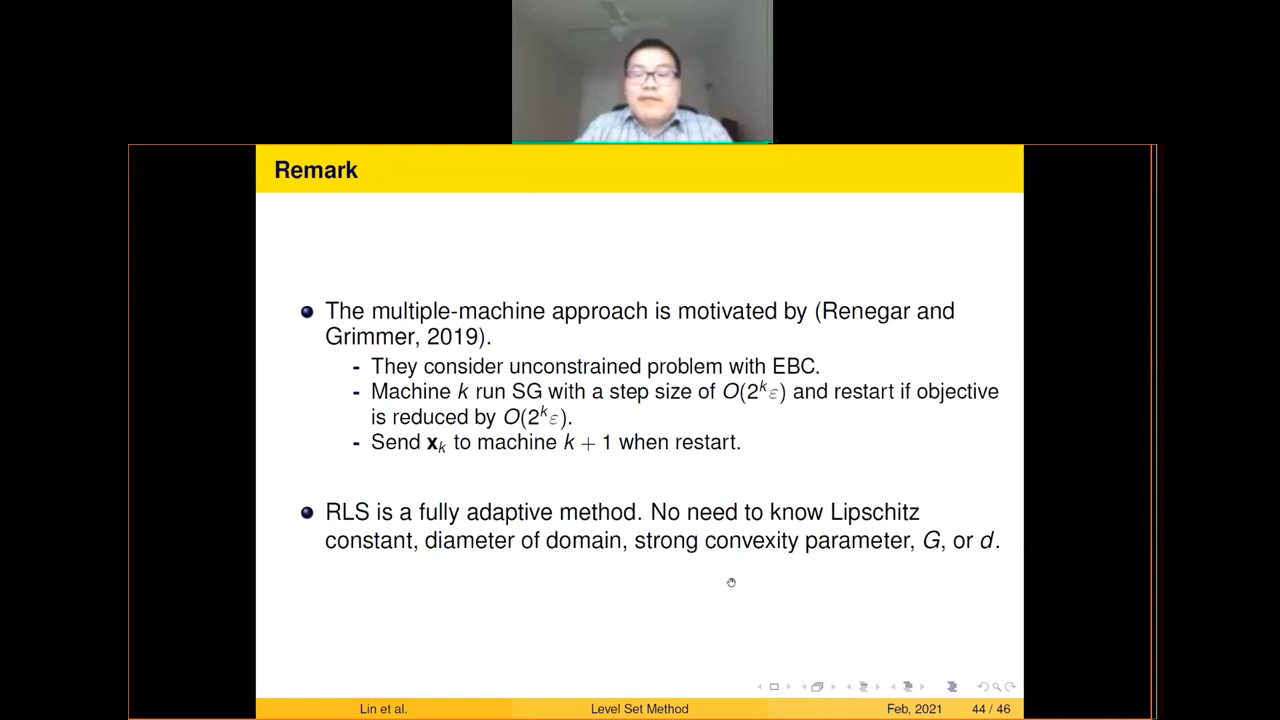 Remark
The multiple-machine approach is motivated by (Renegar and
Grimmer, 2019).
- They consider unconstrained problem with EBC.
- Machine k run SG with a step size of O(2^k ε) and restart if objective
is reduced by O(2^k ε).
- Send x_k to machine k + 1 when restart.
RLS is a fully adaptive method. No need to know Lipschitz
constant, diameter of domain, strong convexity parameter, G, or d.
Lin et al. Level Set Method Feb, 2021 44 / 46